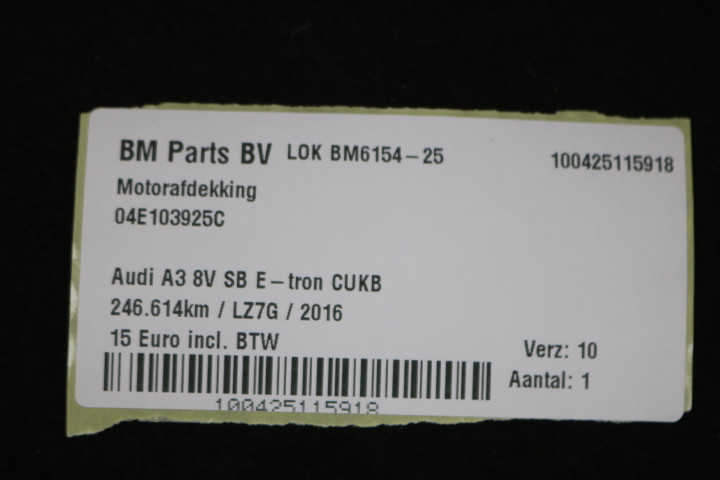 BM Parts BV LOK BM6154-25 100425115918
Motorafdekking
04E103925C
Audi A3 8V SB E-tron CUKB
246.614km / LZ7G / 2016
15 Euro incl. BTW
Verz: 10
Aantal: 1
100425115918